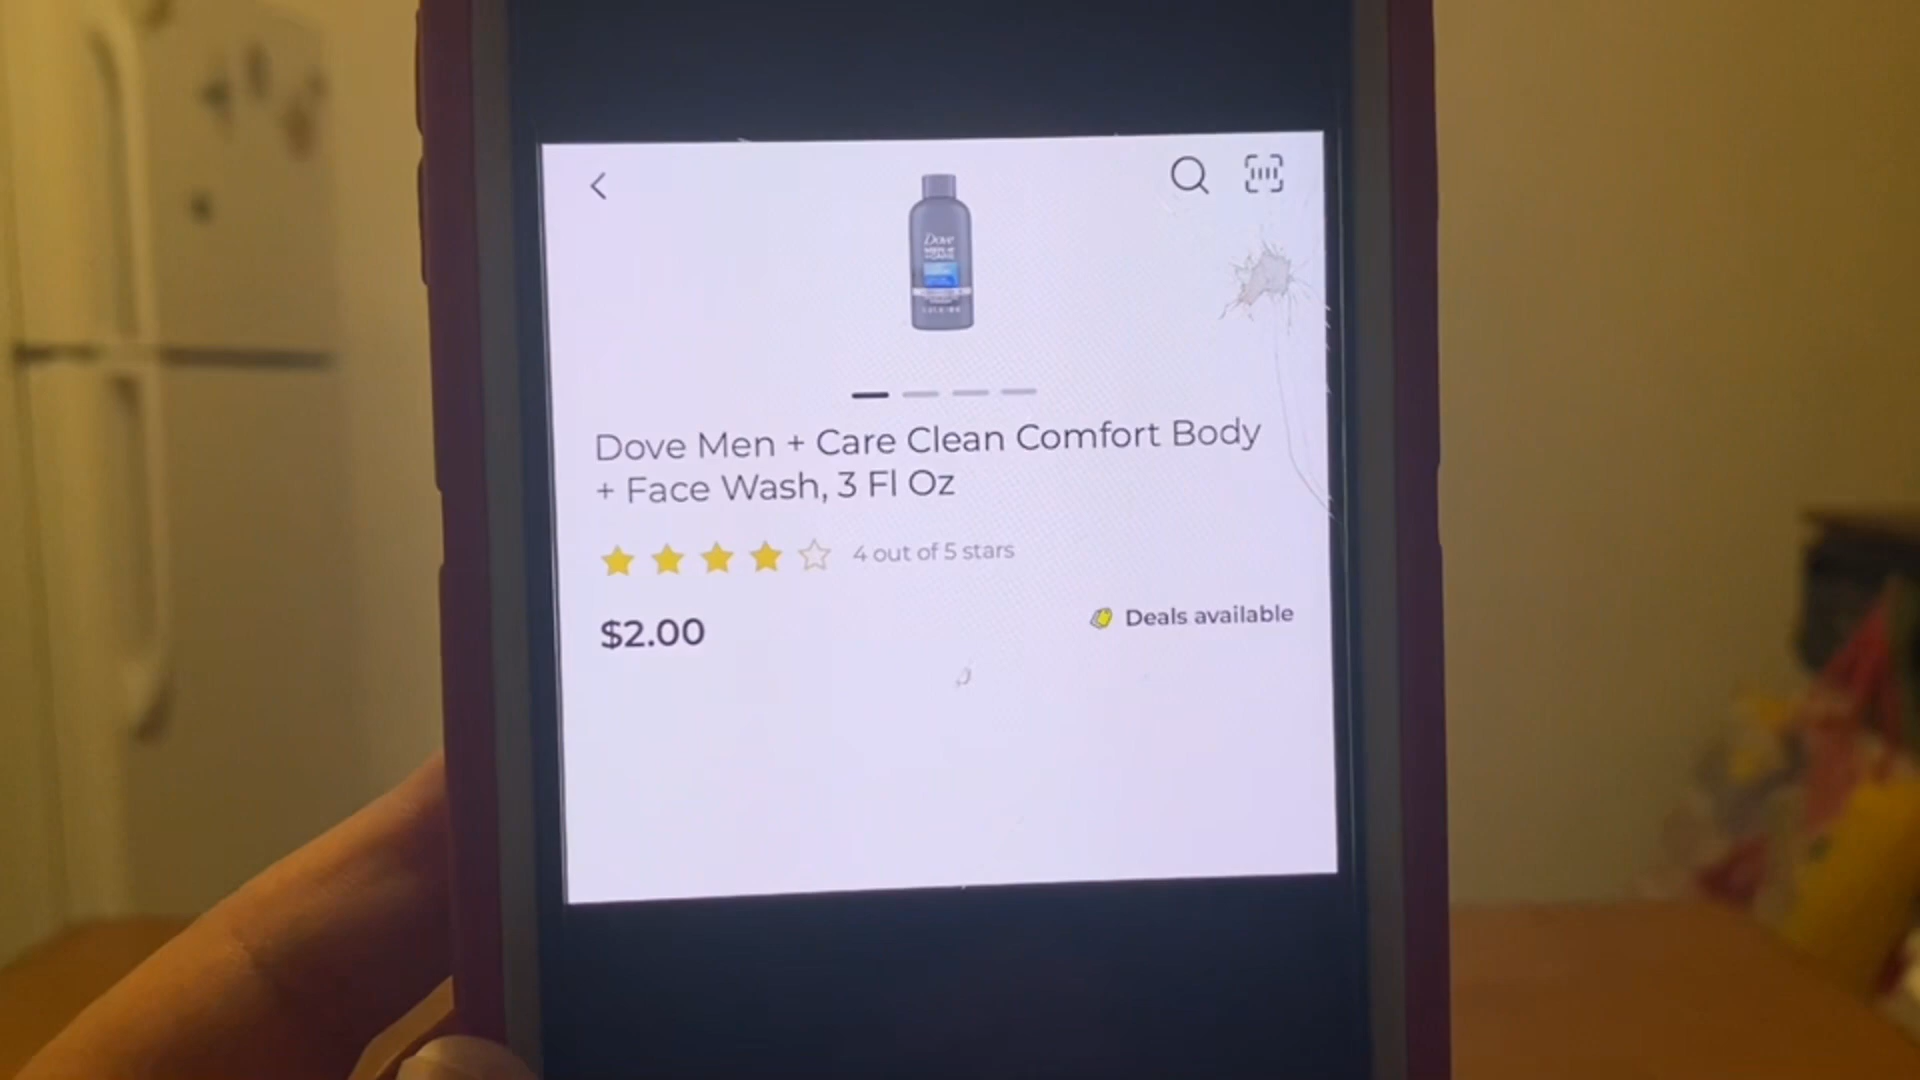 Dove
Dove Men + Care Clean Comfort Body
+ Face Wash, 3 Fl Oz
4 out of 5 stars
$2.00
Deals available